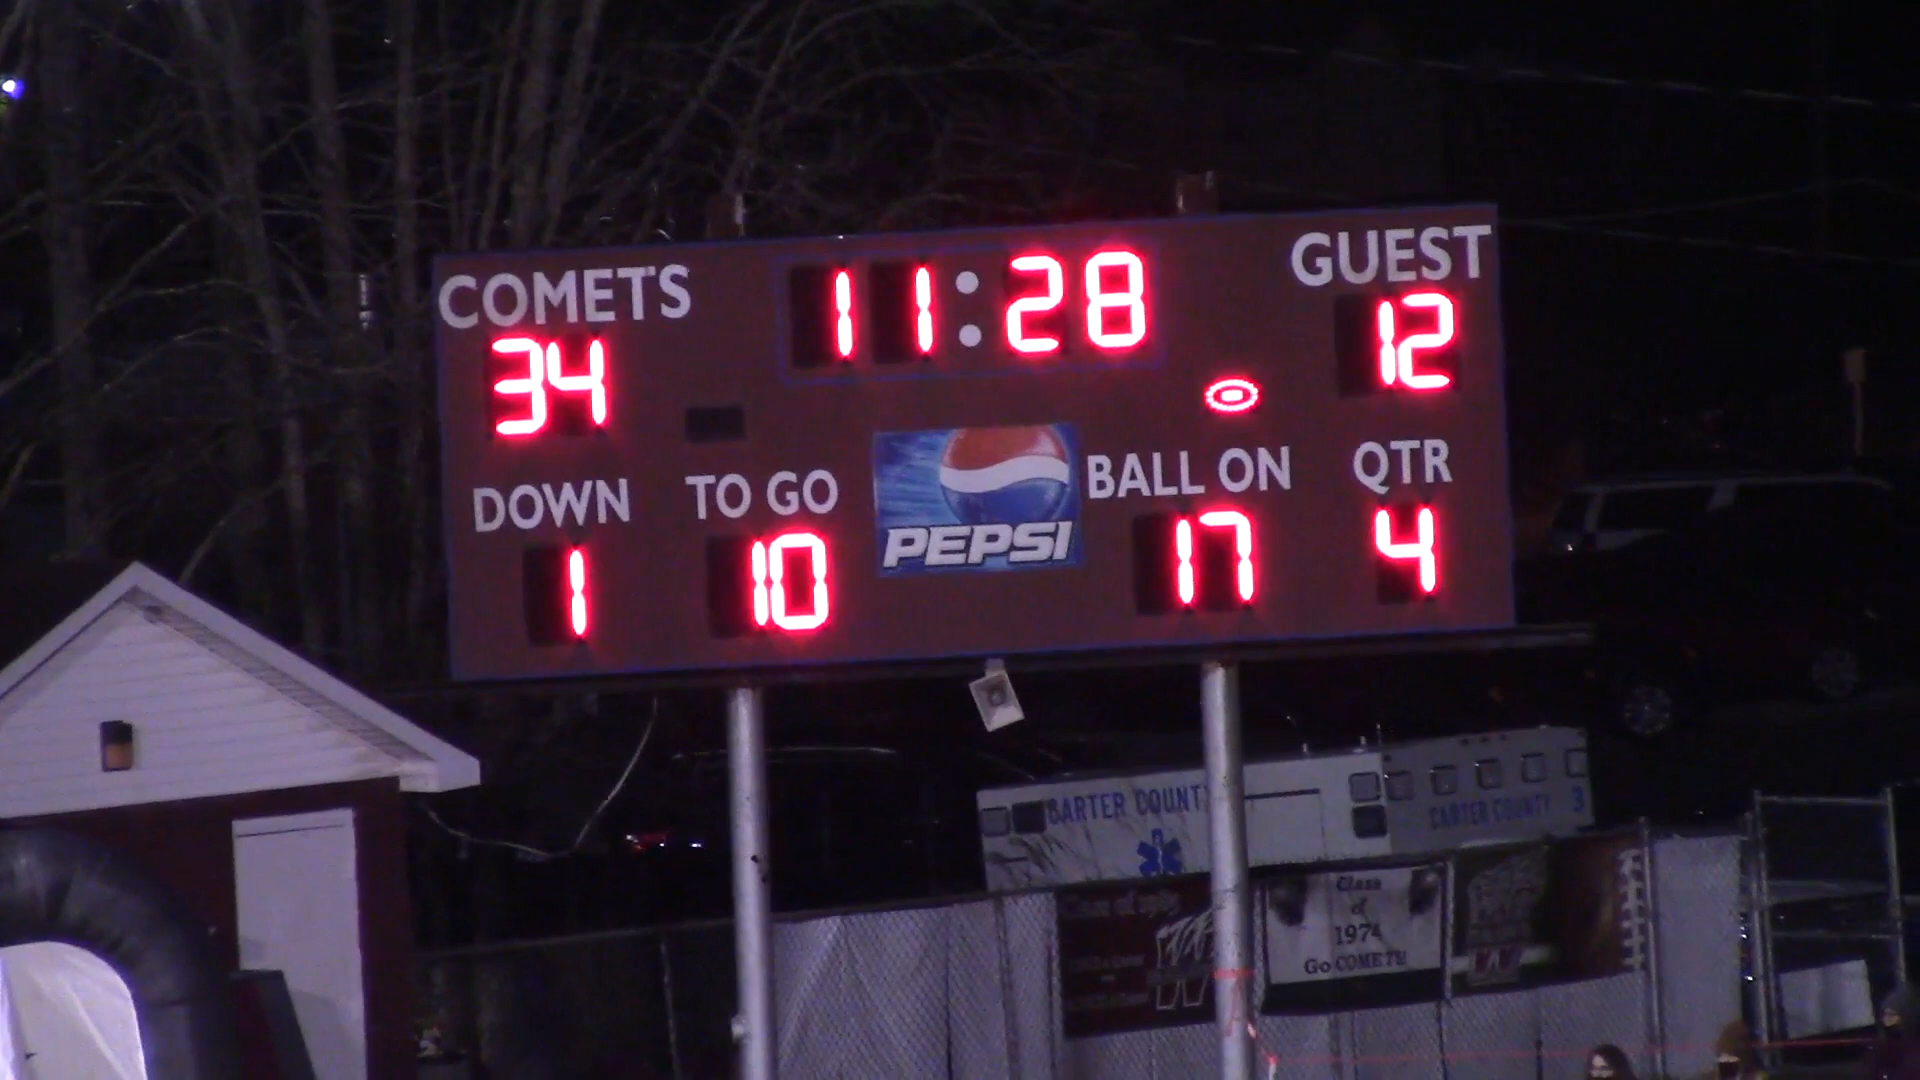 COMETS 11:28 GUEST
34 12
DOWN TO GO BALL ON QTR
1 10 PEPSI 17 4
CARTER COUNTY
CARTER COUNTY 3
Class
of
1974
Go COMETS!
W
W